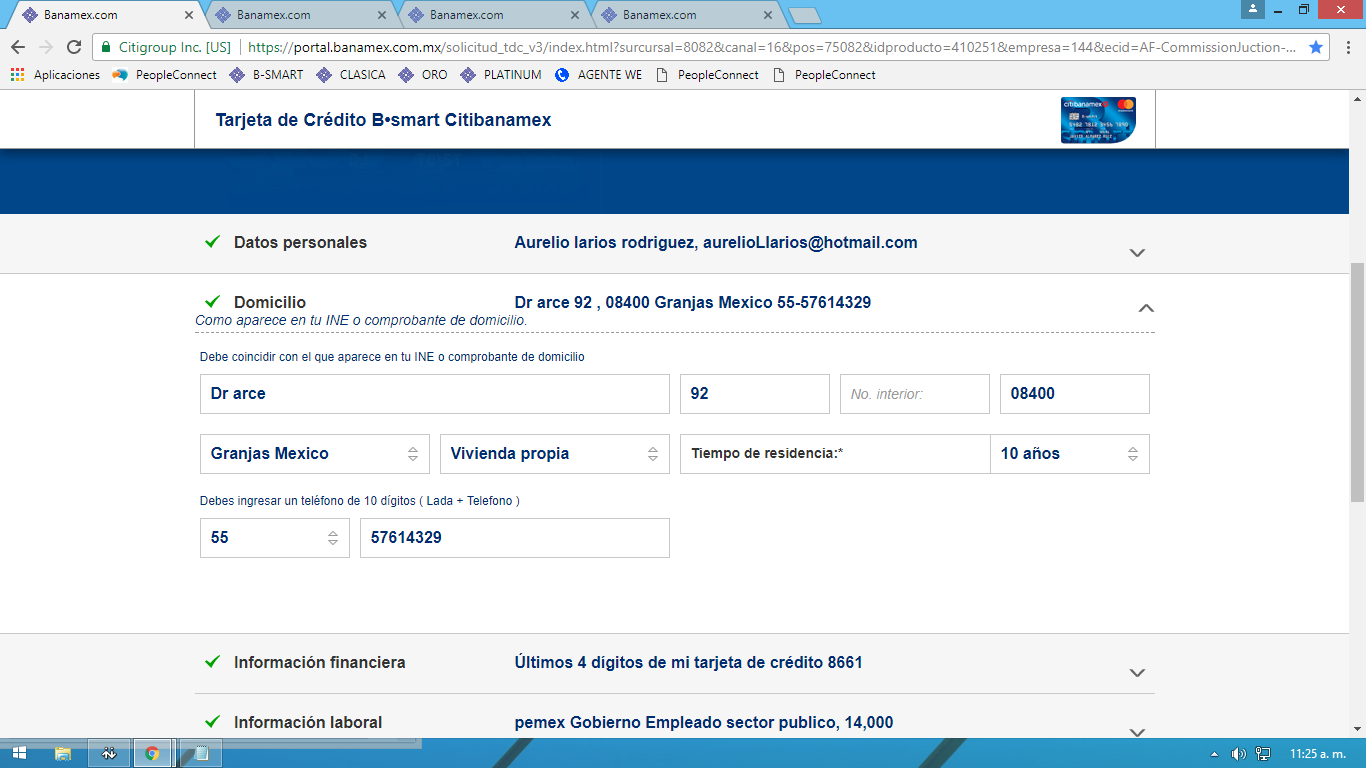 Banamex.com Banamex.com Banamex.com Banamex.com
Citigroup Inc. [US] https://portal.banamex.com.mx/solicitud_tdc_v3/index.html?sursal=8082&canal=16&pos=75082&idproducto=410251&empresa=144&ecid=AF-CommissionJuction-...
Aplicaciones PeopleConnect B-SMART CLASICA ORO PLATINUM AGENTE WE PeopleConnect PeopleConnect
Tarjeta de Crédito B•smart Citibanamex
citibanamex
Datos personales Aurelio larios rodriguez, aurelioLlarios@hotmail.com
Domicilio Dr arce 92 , 08400 Granjas Mexico 55-57614329
Como aparece en tu INE o comprobante de domicilio.
Debe coincidir con el que aparece en tu INE o comprobante de domicilio
Dr arce 92 No. interior: 08400
Granjas Mexico Vivienda propia Tiempo de residencia:* 10 años
Debes ingresar un teléfono de 10 dígitos ( Lada + Telefono )
55 57614329
Información financiera Últimos 4 dígitos de mi tarjeta de crédito 8661
Información laboral pemex Gobierno Empleado sector publico, 14,000
11:25 a. m.